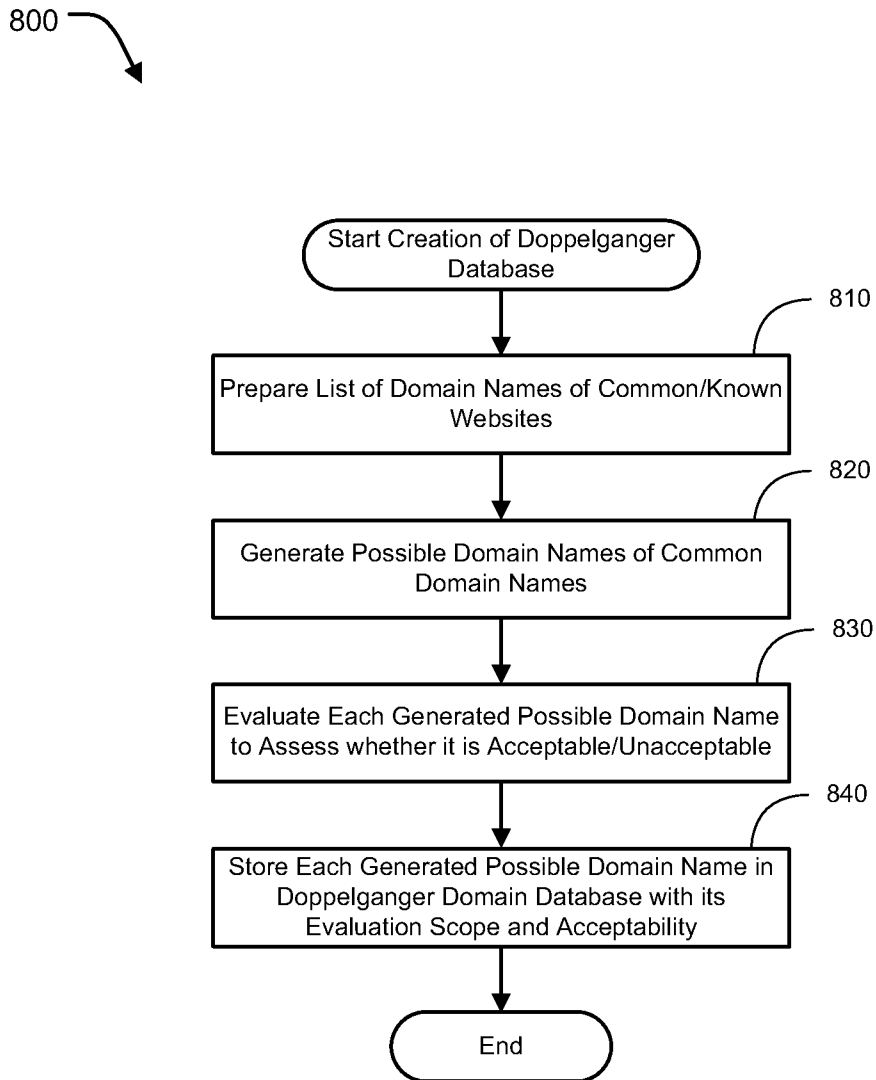 800
Start Creation of Doppelganger
Database
810
Prepare List of Domain Names of Common/Known
Websites
820
Generate Possible Domain Names of Common
Domain Names
830
Evaluate Each Generated Possible Domain Name
to Assess whether it is Acceptable/Unacceptable
840
Store Each Generated Possible Domain Name in
Doppelganger Domain Database with its
Evaluation Scope and Acceptability
End